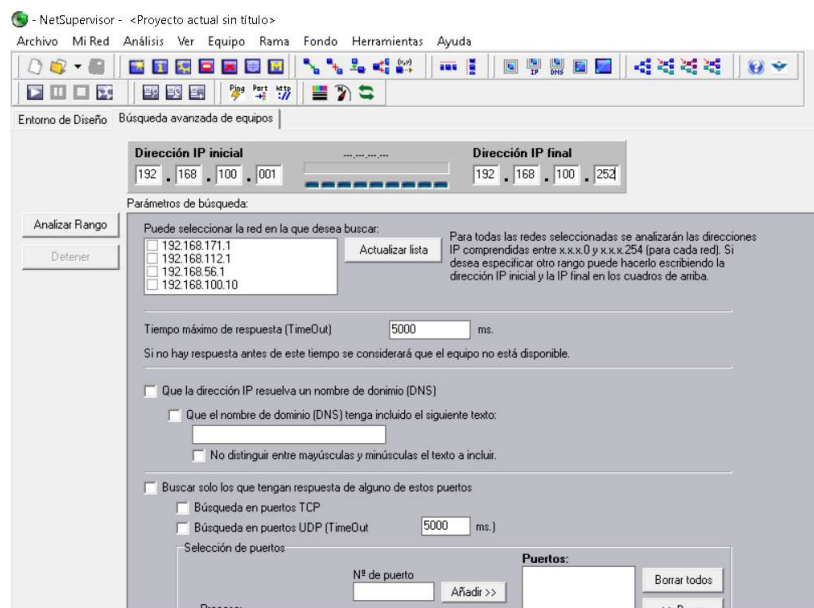 - NetSupervisor - <Proyecto actual sin título>
Archivo Mi Red Análisis Ver Equipo Rama Fondo Herramientas Ayuda
IP DNS
Ping Port http
Entorno de Diseño Búsqueda avanzada de equipos
Dirección IP inicial ---.---.---.--- Dirección IP final
192 . 168 . 100 . 001 192 . 168 . 100 . 252
Parámetros de búsqueda:
Analizar Rango
Detener
Puede seleccionar la red en la que desea buscar:
192.168.171.1
192.168.112.1
192.168.56.1
192.168.100.10
Actualizar lista
Para todas las redes seleccionadas se analizarán las direcciones
IP comprendidas entre x.x.x.0 y x.x.x.254 (para cada red). Si
desea especificar otro rango puede hacerlo escribiendo la
dirección IP inicial y la IP final en los cuadros de arriba.
Tiempo máximo de respuesta (TimeOut) 5000 ms.
Si no hay respuesta antes de este tiempo se considerará que el equipo no está disponible.
Que la dirección IP resuelva un nombre de donimio (DNS)
Que el nombre de dominio (DNS) tenga incluido el siguiente texto:
No distinguir entre mayúsculas y minúsculas el texto a incluir.
Buscar solo los que tengan respuesta de alguno de estos puertos
Búsqueda en puertos TCP
Búsqueda en puertos UDP (TimeOut 5000 ms.)
Selección de puertos
Puertos:
Nº de puerto
Añadir >>
Borrar todos